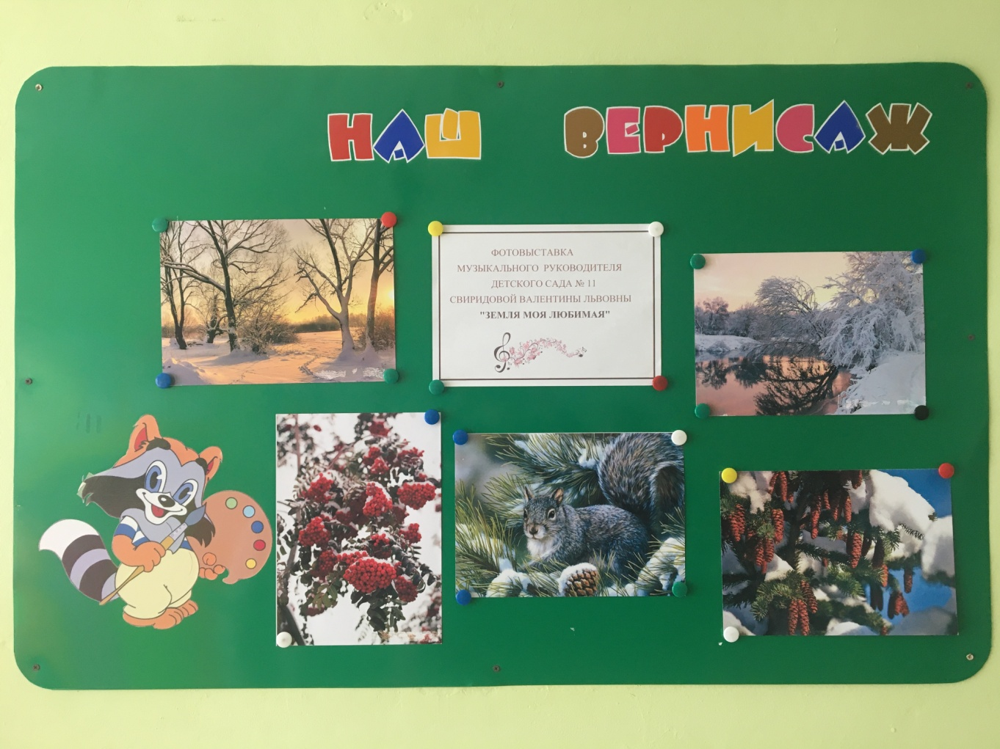 НАШ ВЕРНИСАЖ
ФОТОВЫСТАВКА
МУЗЫКАЛЬНОГО РУКОВОДИТЕЛЯ
ДЕТСКОГО САДА № 11
СВИРИДОВОЙ ВАЛЕНТИНЫ ЛЬВОВНЫ
"ЗЕМЛЯ МОЯ ЛЮБИМАЯ"